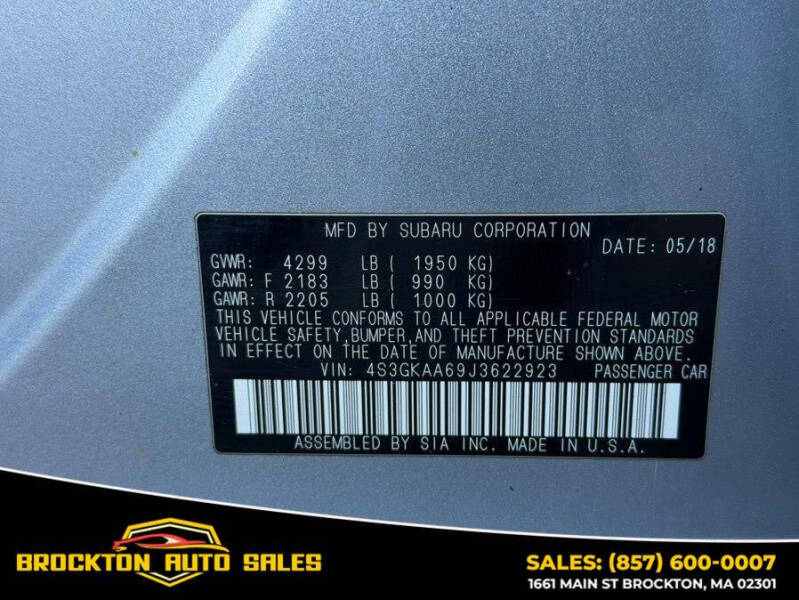 MFD BY SUBARU CORPORATION
DATE: 05/18
GVWR: 4299 LB ( 1950 KG)
GAWR: F 2183 LB ( 990 KG)
GAWR: R 2205 LB ( 1000 KG)
THIS VEHICLE CONFORMS TO ALL APPLICABLE FEDERAL MOTOR
VEHICLE SAFETY,BUMPER,AND THEFT PREVENTION STANDARDS
IN EFFECT ON THE DATE OF MANUFACTURE SHOWN ABOVE.
VIN: 4S3GKAA69J3622923 PASSENGER CAR
ASSEMBLED BY SIA INC. MADE IN U.S.A.
BROCKTON AUTO SALES
SALES: (857) 600-0007
1661 MAIN ST BROCKTON, MA 02301